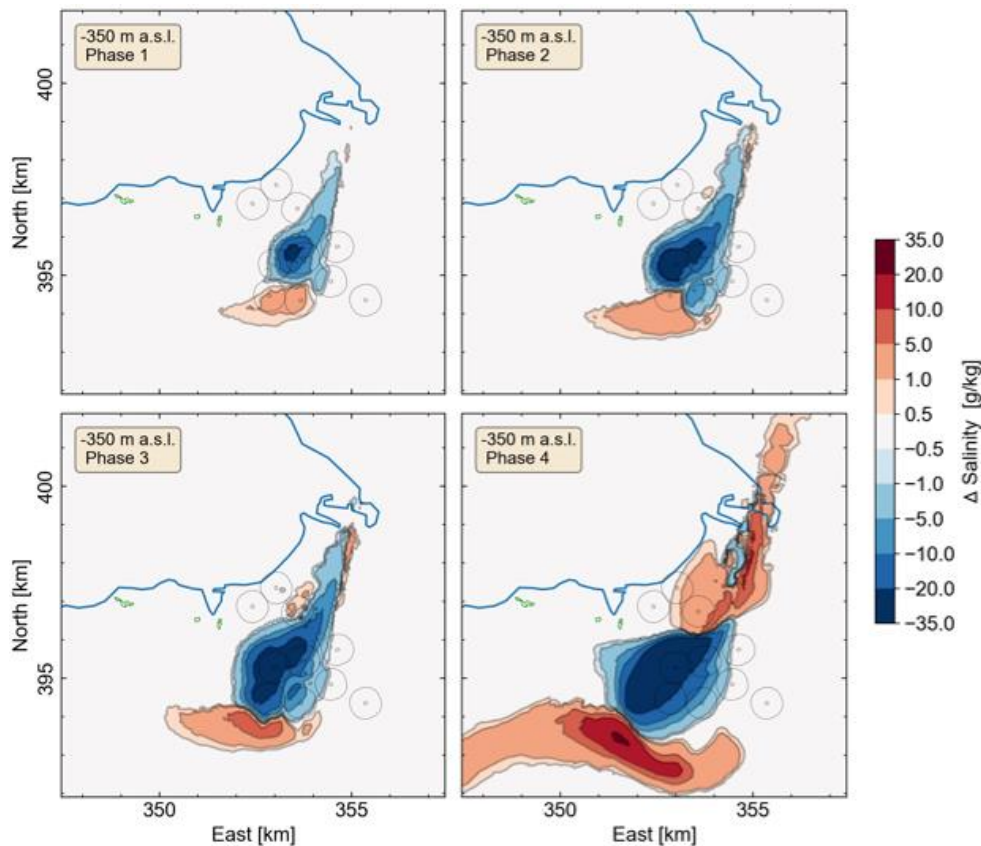 -350 m a.s.l.
Phase 1
-350 m a.s.l.
Phase 2
400
395
North [km]
-350 m a.s.l.
Phase 3
-350 m a.s.l.
Phase 4
400
395
North [km]
350
355
350
355
East [km]
East [km]
35.0
20.0
10.0
5.0
1.0
0.5
−0.5
−1.0
−5.0
−10.0
−20.0
−35.0
Δ Salinity [g/kg]